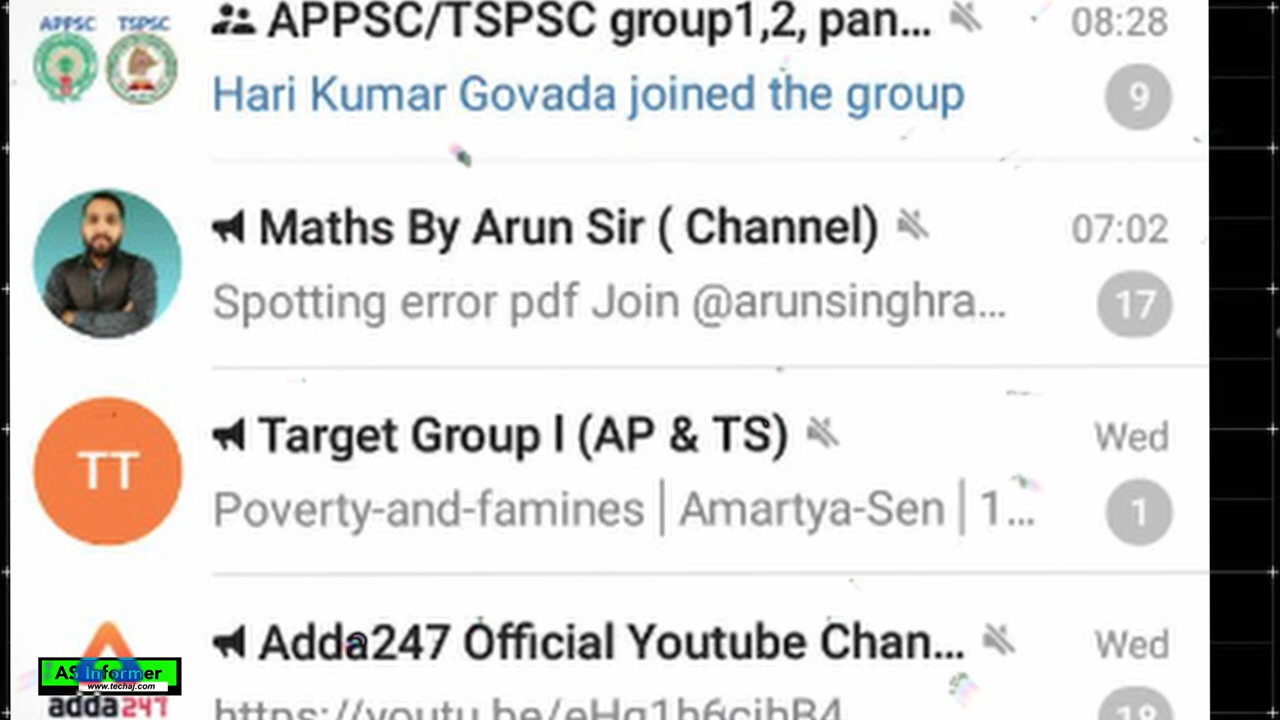 APPSC TSPSC
APPSC/TSPSC group1,2, pan... 08:28
Hari Kumar Govada joined the group 9
Maths By Arun Sir ( Channel) 07:02
Spotting error pdf Join @arunsinghra... 17
TT
Target Group l (AP & TS) Wed
Poverty-and-famines | Amartya-Sen | 1... 1
Adda247 Official Youtube Chan... Wed
AS Informer
www.techaj.com
adda247